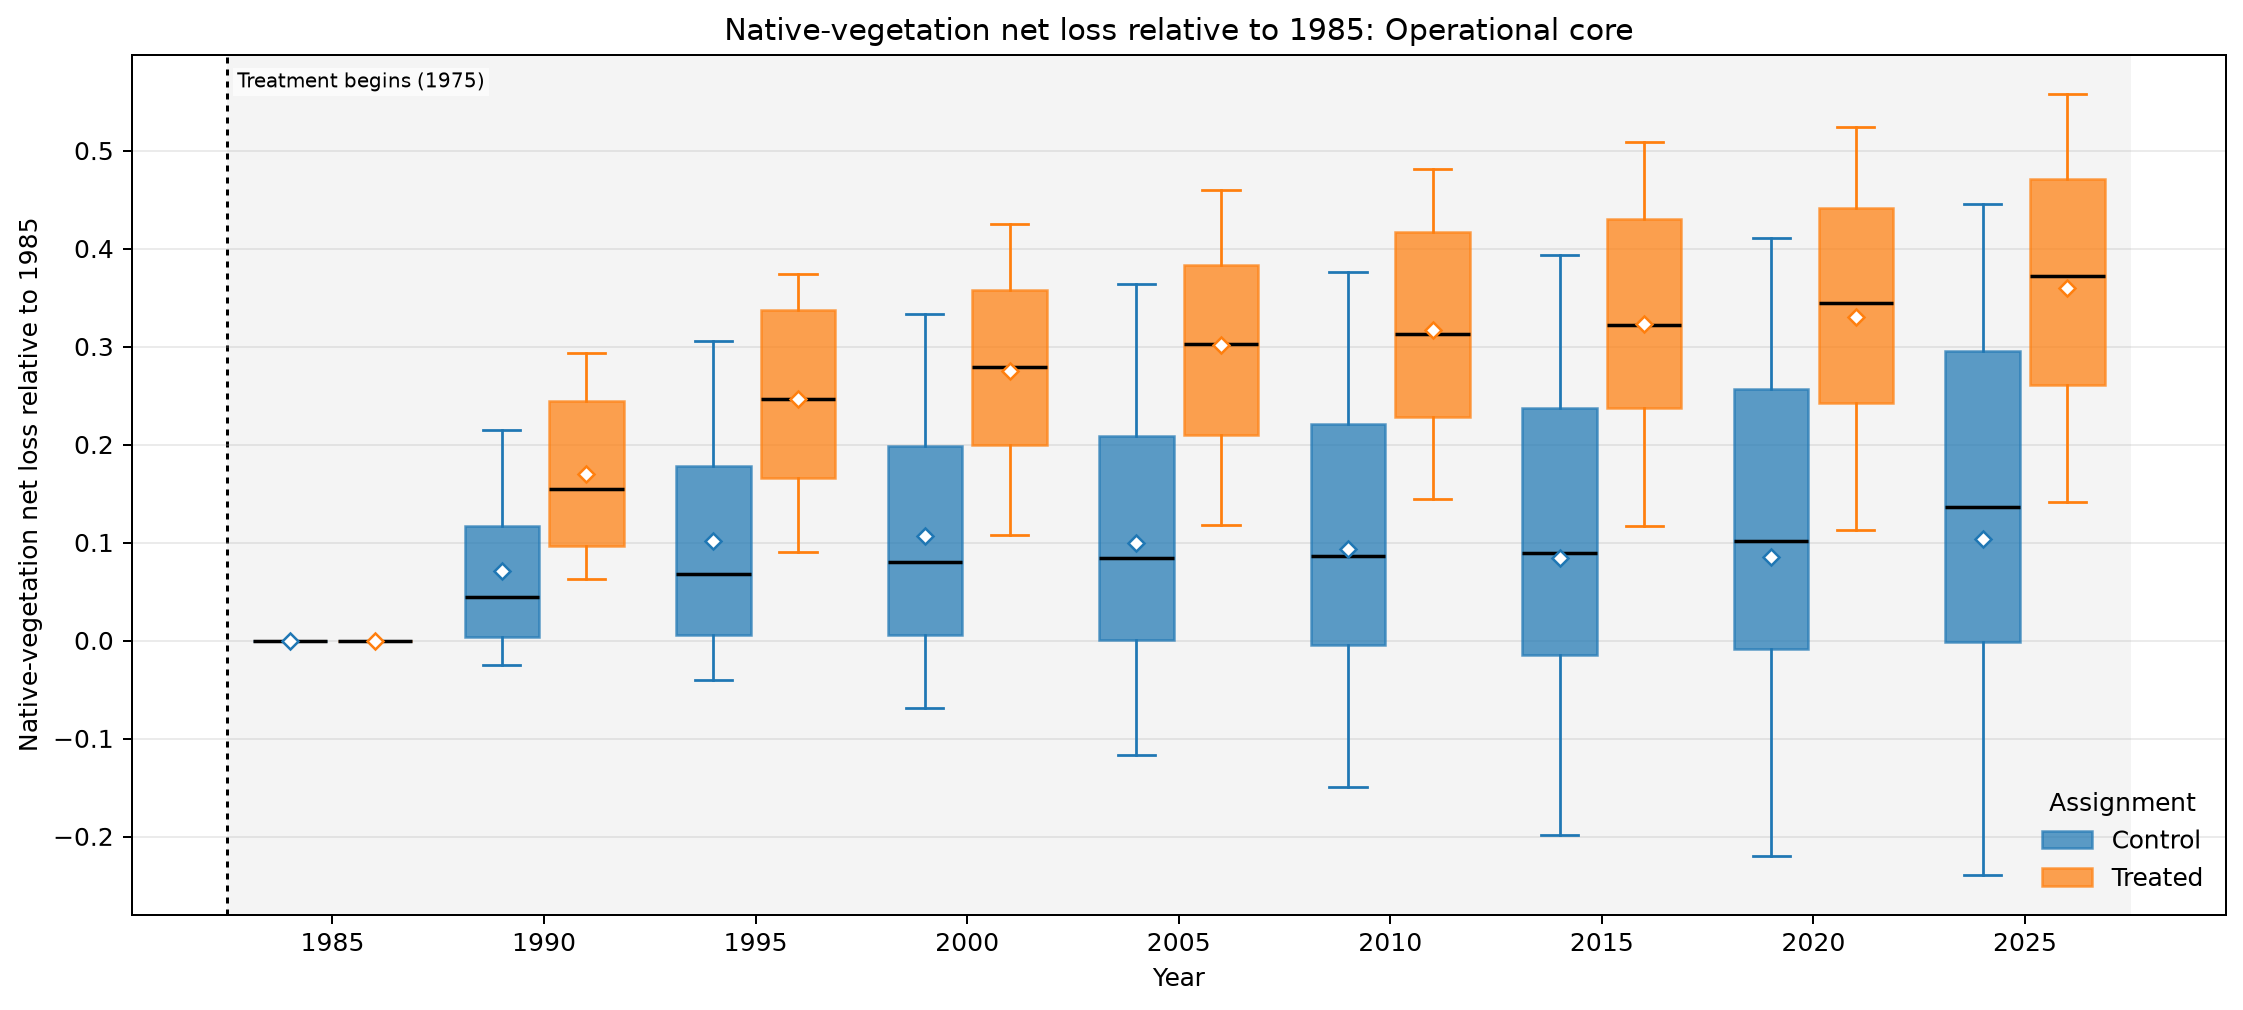 Native-vegetation net loss relative to 1985: Operational core
Treatment begins (1975)
Native-vegetation net loss relative to 1985
0.5
0.4
0.3
0.2
0.1
0.0
−0.1
−0.2
Assignment
Control
Treated
1985 1990 1995 2000 2005 2010 2015 2020 2025
Year